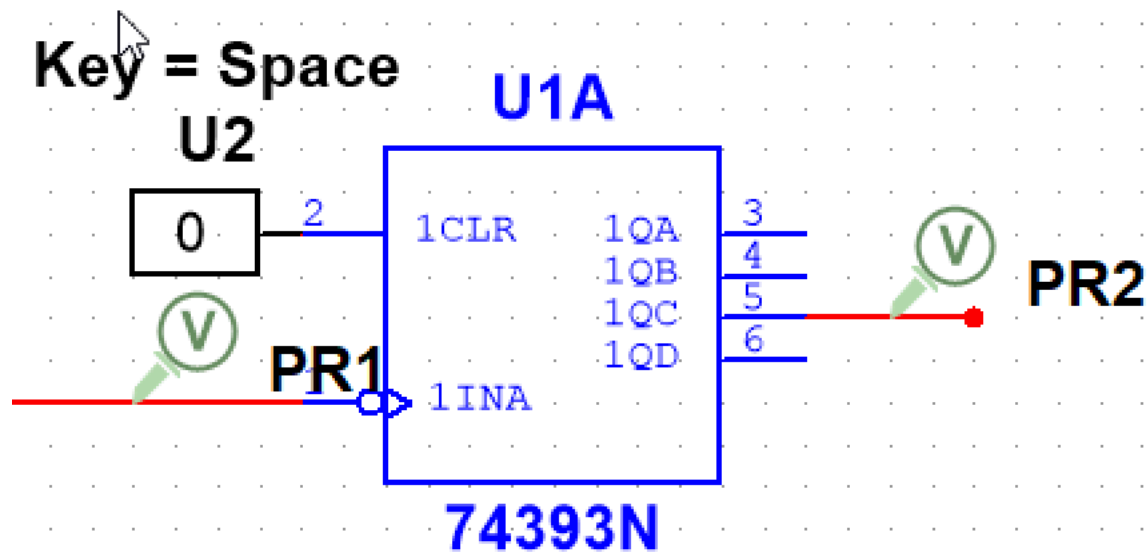 Key = Space
U2
U1A
0
2
1CLR
1QA
3
1QB
4
1QC
5
1QD
6
V
PR2
V
PR1
1INA
74393N